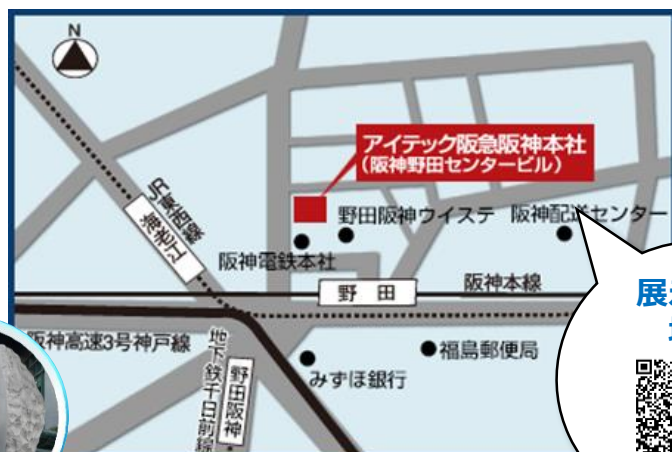 N
アイテック阪急阪神本社
(阪神野田センタービル)
JR東西線
海老江
野田阪神ウイステ
阪神配送センター
阪神電鉄本社
阪神本線
野田
阪神高速3号神戸線
地下鉄千日前線
野田阪神
福島郵便局
みずほ銀行